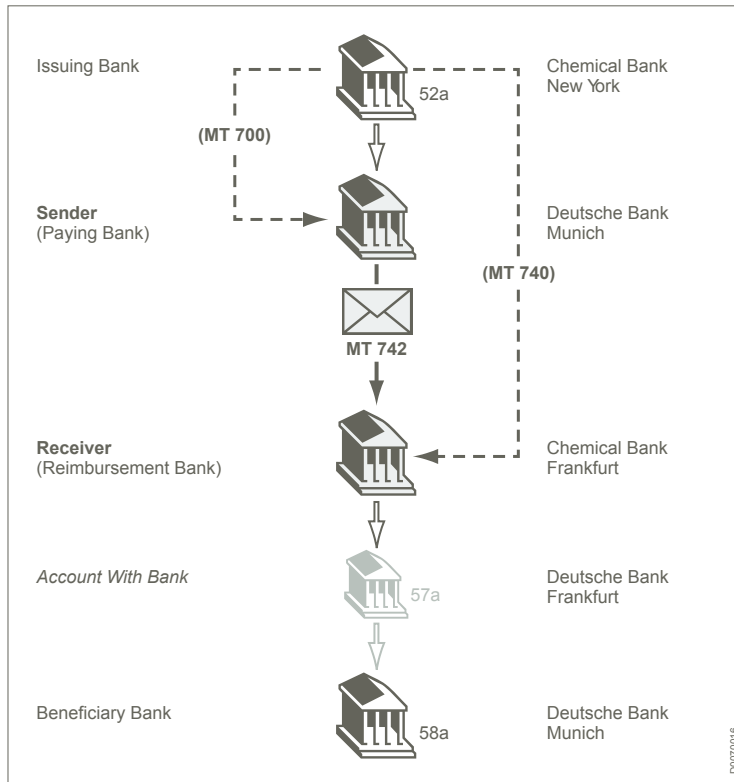 Issuing Bank
52a
Chemical Bank
New York
(MT 700)
Sender
(Paying Bank)
Deutsche Bank
Munich
(MT 740)
MT 742
Receiver
(Reimbursement Bank)
Chemical Bank
Frankfurt
Account With Bank
57a
Deutsche Bank
Frankfurt
Beneficiary Bank
58a
Deutsche Bank
Munich
D0070016